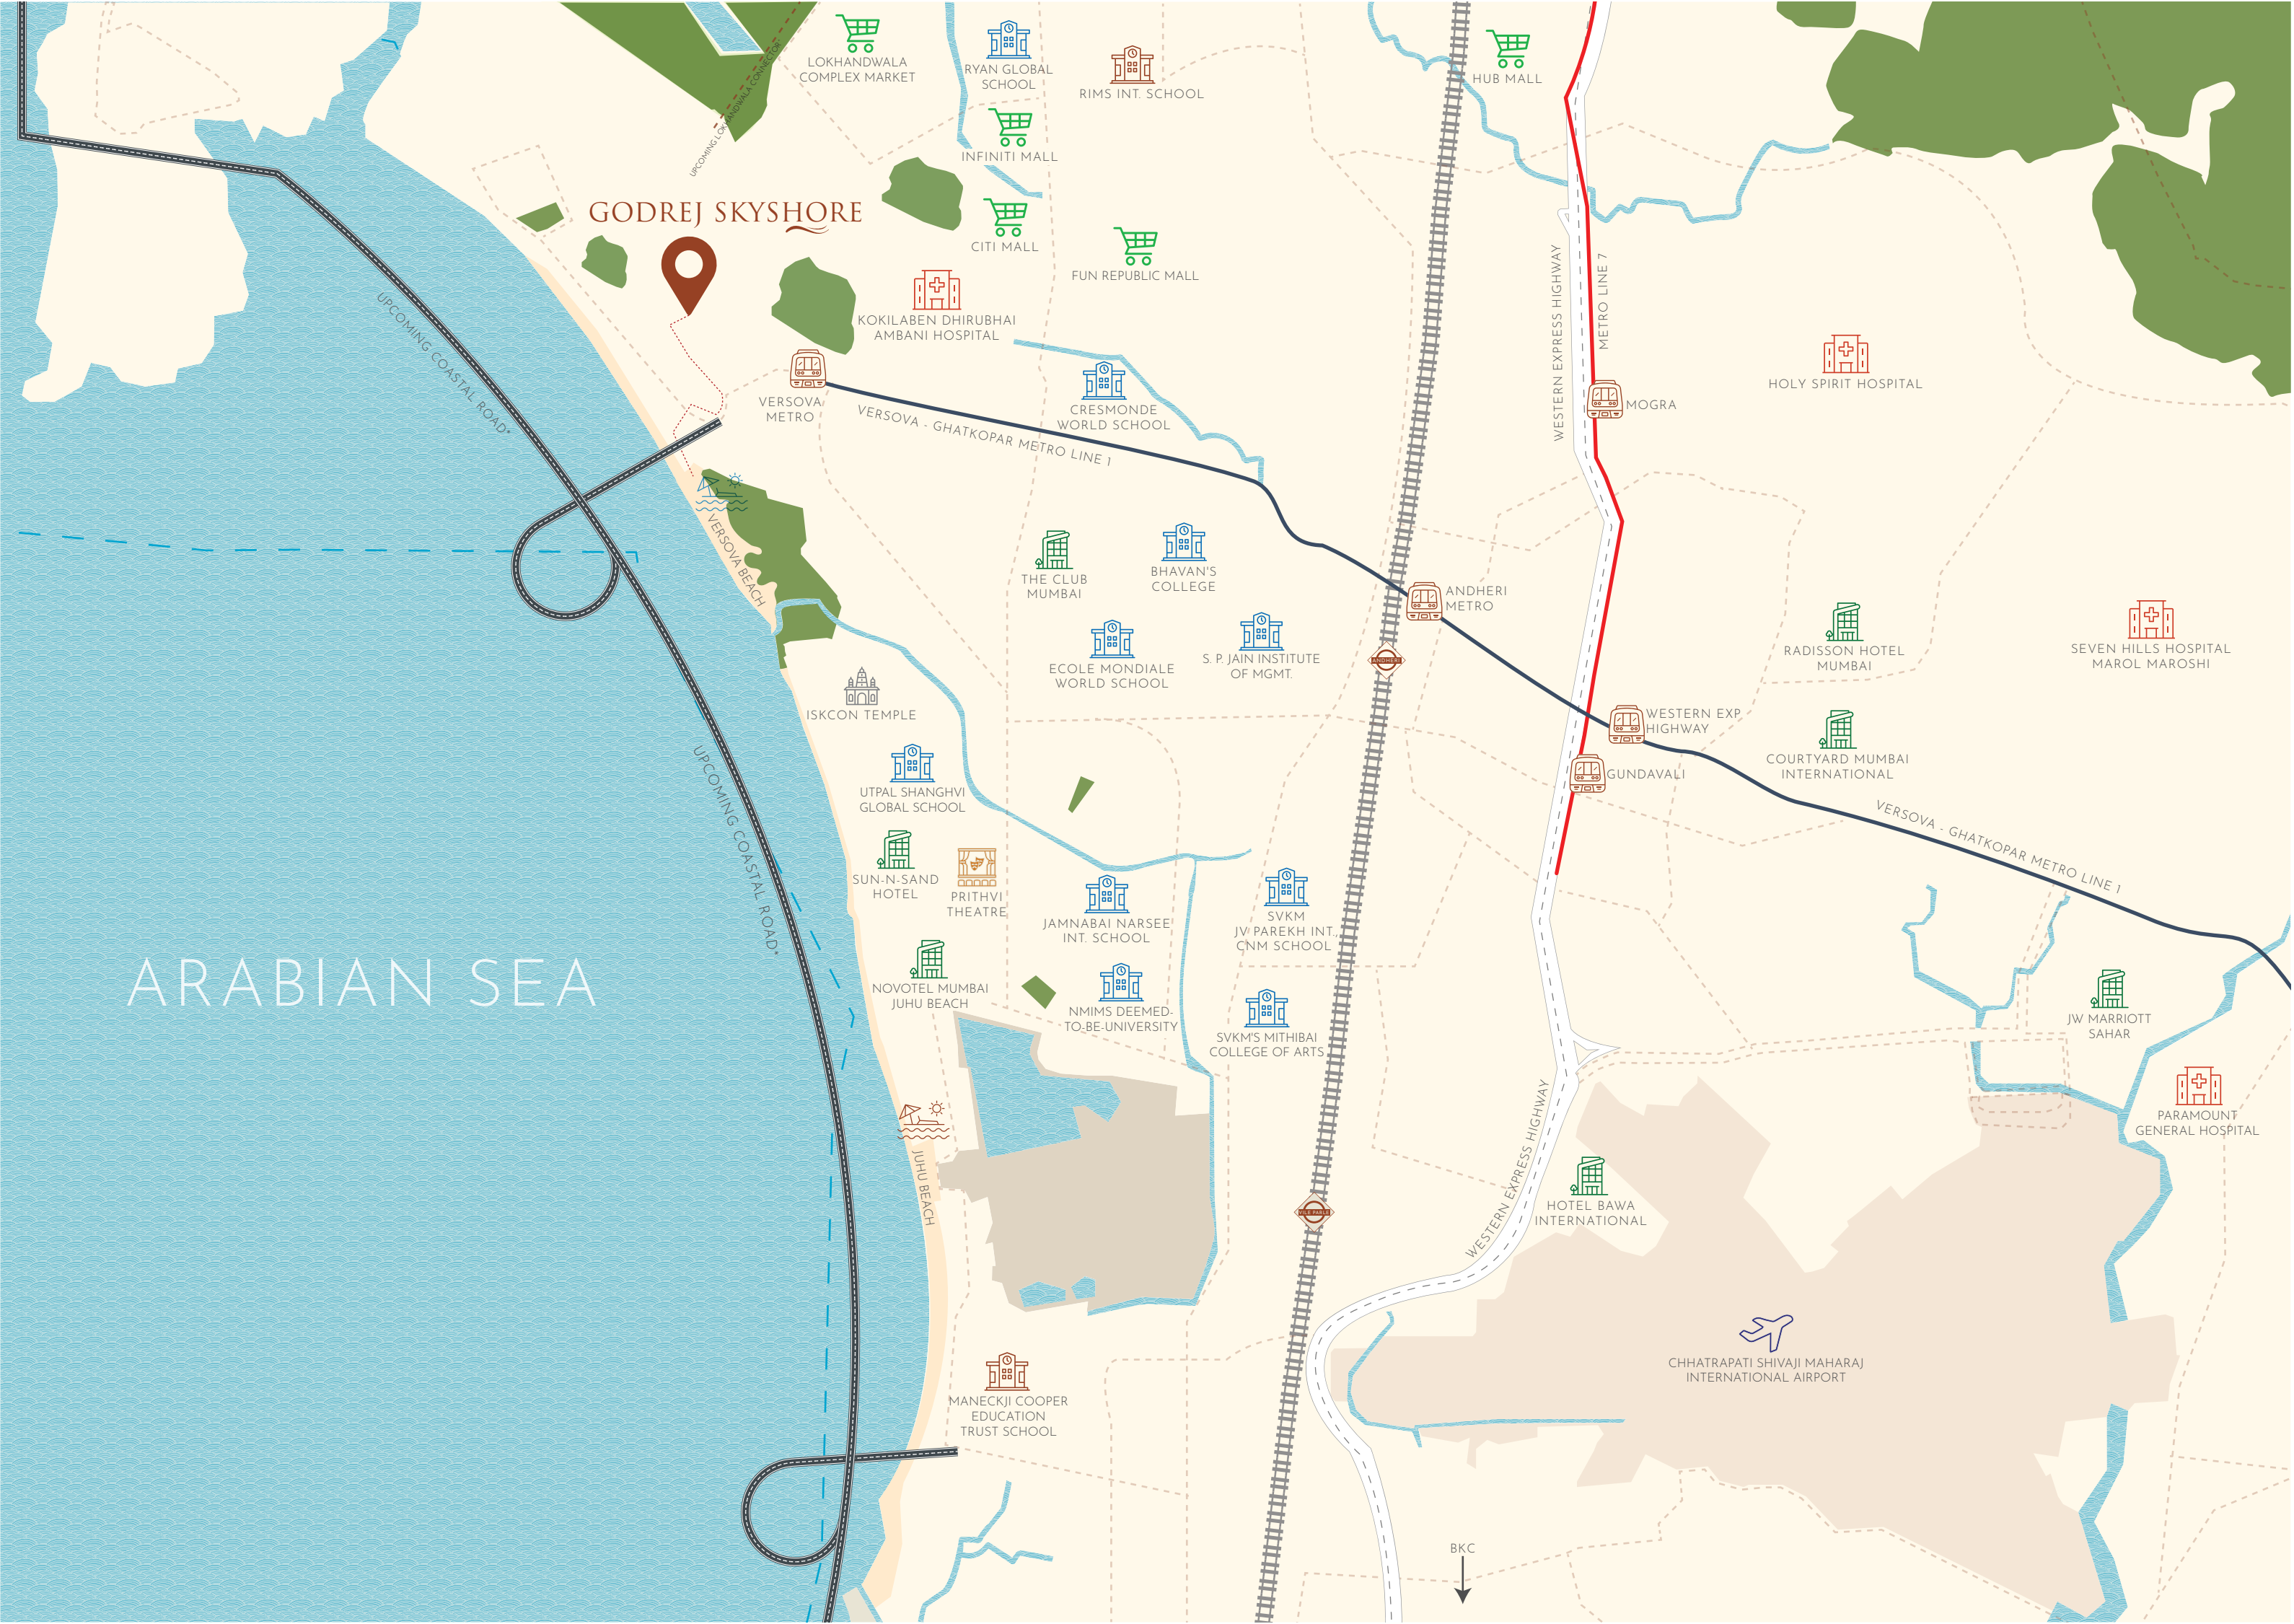 LOKHANDWALA
COMPLEX MARKET
RYAN GLOBAL
SCHOOL
RIMS INT. SCHOOL
HUB MALL
UPCOMING LOKHANDWALA CONNECTOR
INFINITI MALL
GODREJ SKYSHORE
CITI MALL
FUN REPUBLIC MALL
KOKILABEN DHIRUBHAI
AMBANI HOSPITAL
WESTERN EXPRESS HIGHWAY
METRO LINE 7
UPCOMING COASTAL ROAD*
HOLY SPIRIT HOSPITAL
VERSOVA
METRO
CRESMONDE
WORLD SCHOOL
MOGRA
VERSOVA - GHATKOPAR METRO LINE 1
VERSOVA BEACH
THE CLUB
MUMBAI
BHAVAN'S
COLLEGE
ANDHERI
METRO
ANDHERI
ECOLE MONDIALE
WORLD SCHOOL
S. P. JAIN INSTITUTE
OF MGMT.
RADISSON HOTEL
MUMBAI
SEVEN HILLS HOSPITAL
MAROL MAROSHI
ISKCON TEMPLE
WESTERN EXP
HIGHWAY
GUNDAVALI
COURTYARD MUMBAI
INTERNATIONAL
UPCOMING COASTAL ROAD*
UTPAL SHANGHVI
GLOBAL SCHOOL
VERSOVA - GHATKOPAR METRO LINE 1
SUN-N-SAND
HOTEL
PRITHVI
THEATRE
JAMNABAI NARSEE
INT. SCHOOL
SVKM
JV PAREKH INT.,
CNM SCHOOL
ARABIAN SEA
NOVOTEL MUMBAI
JUHU BEACH
NMIMS DEEMED-
TO-BE-UNIVERSITY
SVKM'S MITHIBAI
COLLEGE OF ARTS
JW MARRIOTT
SAHAR
PARAMOUNT
GENERAL HOSPITAL
JUHU BEACH
WESTERN EXPRESS HIGHWAY
VILE PARLE
HOTEL BAWA
INTERNATIONAL
CHHATRAPATI SHIVAJI MAHARAJ
INTERNATIONAL AIRPORT
MANECKJI COOPER
EDUCATION
TRUST SCHOOL
BKC